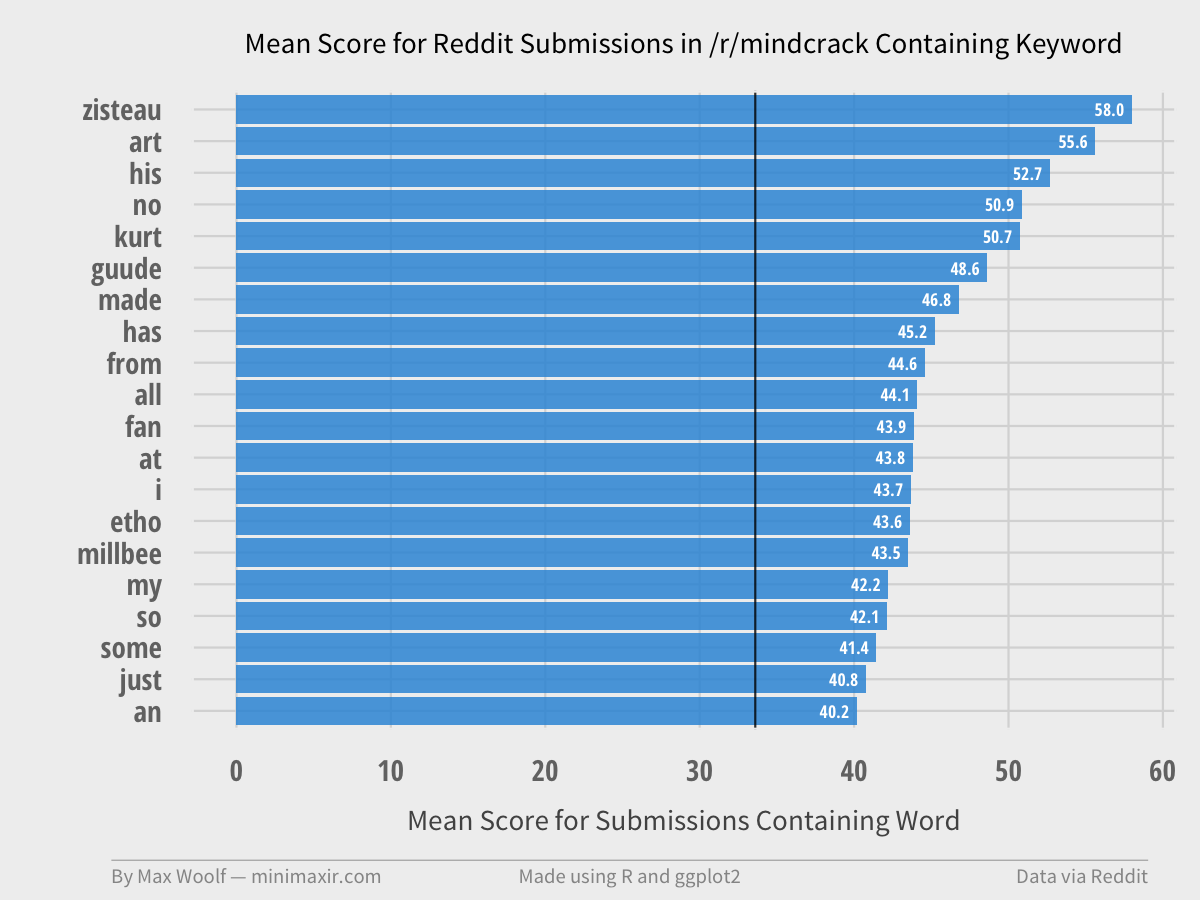 Mean Score for Reddit Submissions in /r/mindcrack Containing Keyword
zisteau 58.0
art 55.6
his 52.7
no 50.9
kurt 50.7
guude 48.6
made 46.8
has 45.2
from 44.6
all 44.1
fan 43.9
at 43.8
i 43.7
etho 43.6
millbee 43.5
my 42.2
so 42.1
some 41.4
just 40.8
an 40.2
0 10 20 30 40 50 60
Mean Score for Submissions Containing Word
By Max Woolf — minimaxir.com Made using R and ggplot2 Data via Reddit